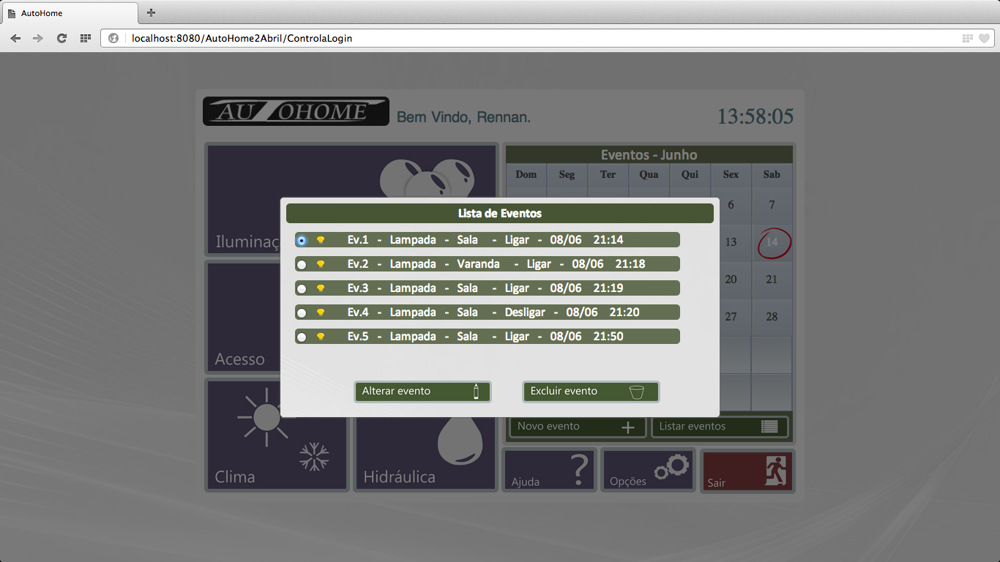 AutoHome
localhost:8080/AutoHome2Abril/ControlaLogin
AUTOHOME
Bem Vindo, Rennan.
13:58:05
Eventos - Junho
Dom Seg Ter Qua Qui Sex Sab
6 7
13 14
20 21
27 28
Iluminaç
Acesso
Clima
Hidráulica
Lista de Eventos
Ev.1 - Lampada - Sala - Ligar - 08/06 21:14
Ev.2 - Lampada - Varanda - Ligar - 08/06 21:18
Ev.3 - Lampada - Sala - Ligar - 08/06 21:19
Ev.4 - Lampada - Sala - Desligar - 08/06 21:20
Ev.5 - Lampada - Sala - Ligar - 08/06 21:50
Alterar evento
Excluir evento
Novo evento
Listar eventos
Ajuda
?
Opções
Sair